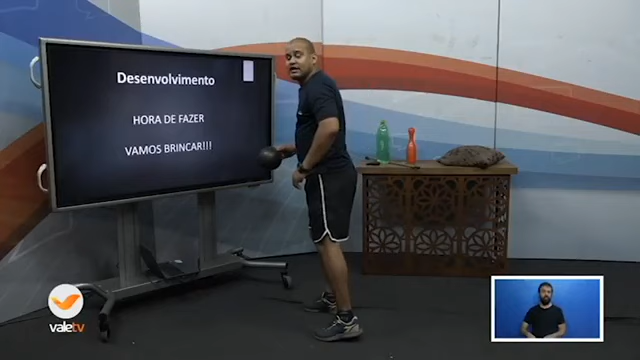 Desenvolvimento
HORA DE FAZER
VAMOS BRINCAR!!!
valetv